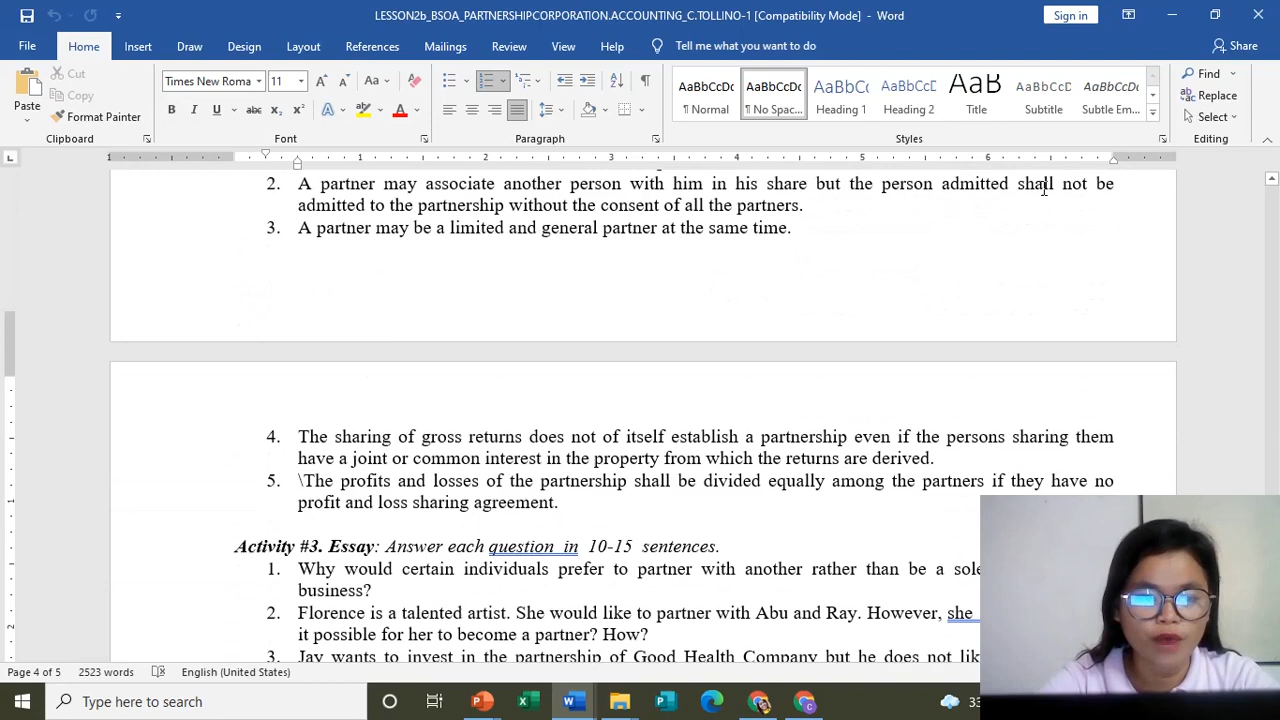 LESSON2b_BSOA_PARTNERSHIPCORPORATION.ACCOUNTING_C.TOLLINO-1 [Compatibility Mode] - Word
Sign in
File Home Insert Draw Design Layout References Mailings Review View Help Tell me what you want to do Share
Paste
Cut
Copy
Format Painter
Clipboard
Times New Roma 11
Font
Paragraph
AaBbCcDc
¶ Normal
AaBbCcDc
¶ No Spac...
AaBbCcDc
Heading 1
AaBbCcDc
Heading 2
AaB
Title
AaBbCcDc
Subtitle
AaBbCcDc
Subtle Em...
Styles
Find
Replace
Select
Editing
1 1 2 3 4 5 6
2. A partner may associate another person with him in his share but the person admitted shall not be
admitted to the partnership without the consent of all the partners.
3. A partner may be a limited and general partner at the same time.
4. The sharing of gross returns does not of itself establish a partnership even if the persons sharing them
have a joint or common interest in the property from which the returns are derived.
5. \The profits and losses of the partnership shall be divided equally among the partners if they have no
profit and loss sharing agreement.
Activity #3. Essay: Answer each question in 10-15 sentences.
1. Why would certain individuals prefer to partner with another rather than be a sole
business?
2. Florence is a talented artist. She would like to partner with Abu and Ray. However, she
it possible for her to become a partner? How?
3. Jay wants to invest in the partnership of Good Health Company but he does not
Page 4 of 5 2523 words English (United States)
Type here to search